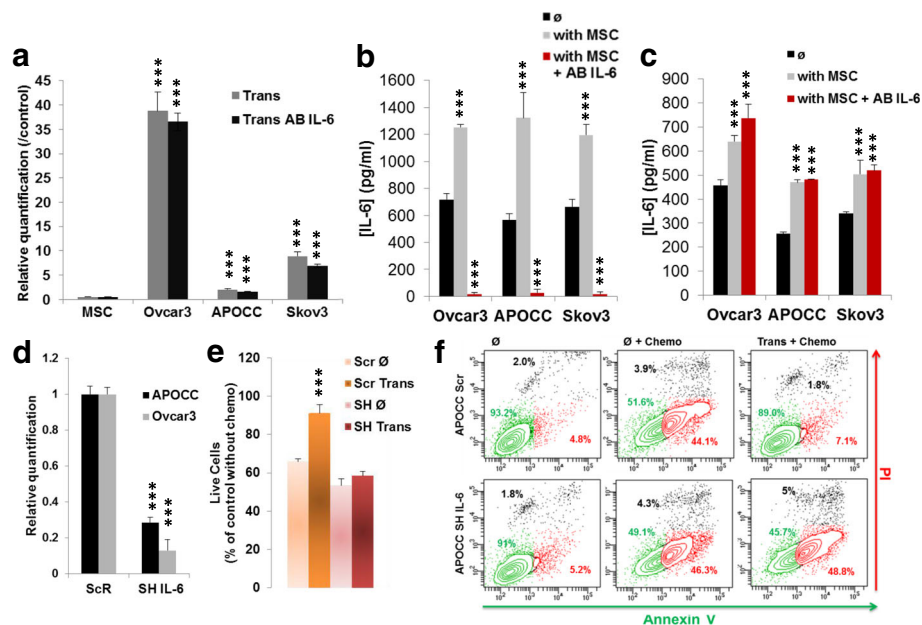 a
***
***
Trans
Trans AB IL-6
***
***
***
***
Relative quantification (/control)
45
40
35
30
25
20
15
10
5
0
MSC
Ovcar3
APOCC
Skov3
b
ø
with MSC
with MSC
+ AB IL-6
***
***
***
***
***
***
[IL-6] (pg/ml)
1600
1400
1200
1000
800
600
400
200
0
Ovcar3
APOCC
Skov3
c
ø
with MSC
with MSC + AB IL-6
***
***
***
***
***
***
[IL-6] (pg/ml)
900
800
700
600
500
400
300
200
100
0
Ovcar3
APOCC
Skov3
d
APOCC
Ovcar3
***
***
Relative quantification
1.2
1
0.8
0.6
0.4
0.2
0
ScR
SH IL-6
e
***
Scr Ø
Scr Trans
SH Ø
SH Trans
Live Cells
(% of control without chemo)
120
100
80
60
40
20
0
f
Ø
Ø + Chemo
Trans + Chemo
APOCC Scr
2.0%
93.2%
4.8%
3.9%
51.6%
44.1%
1.8%
89.0%
7.1%
APOCC SH IL-6
1.8%
91%
5.2%
4.3%
49.1%
46.3%
5%
45.7%
48.8%
PI
Annexin V